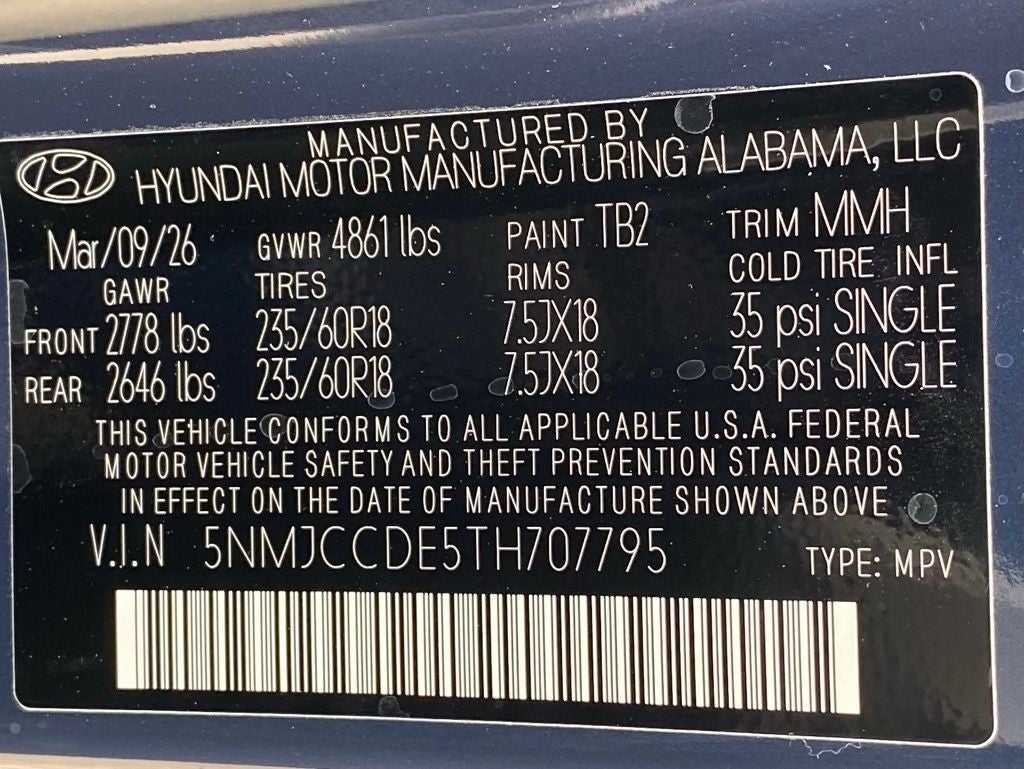 MANUFACTURED BY
HYUNDAI MOTOR MANUFACTURING ALABAMA, LLC
Mar/09/26 GVWR 4861 lbs PAINT TB2 TRIM MMH
GAWR TIRES RIMS COLD TIRE INFL
FRONT 2778 lbs 235/60R18 7.5JX18 35 psi SINGLE
REAR 2646 lbs 235/60R18 7.5JX18 35 psi SINGLE
THIS VEHICLE CONFORMS TO ALL APPLICABLE U.S.A. FEDERAL
MOTOR VEHICLE SAFETY AND THEFT PREVENTION STANDARDS
IN EFFECT ON THE DATE OF MANUFACTURE SHOWN ABOVE
V.I.N 5NMJCCDE5TH707795 TYPE: MPV